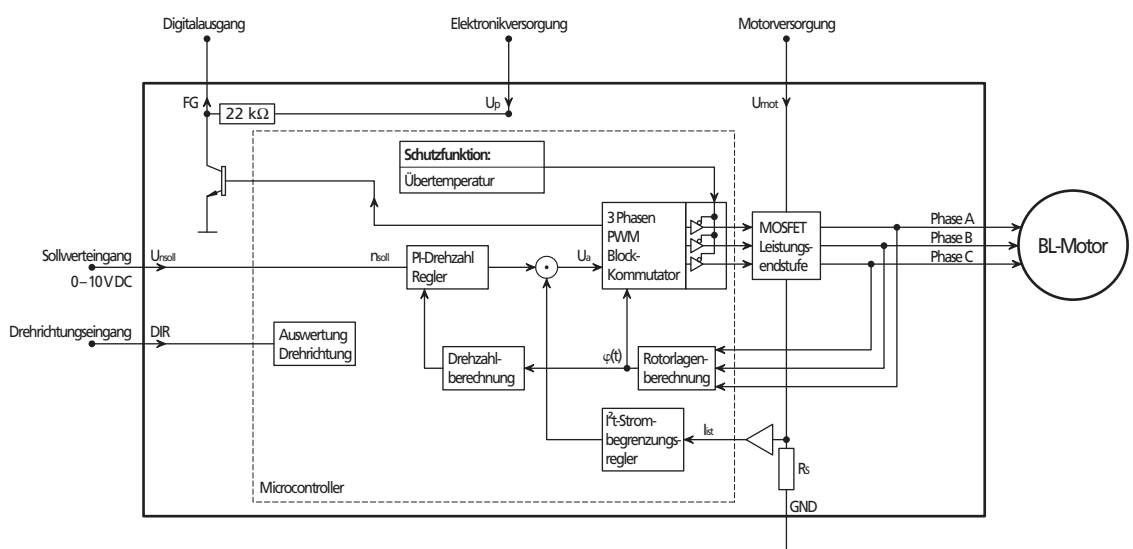 Digitalausgang
Elektronikversorgung
Motorversorgung
FG
22 kΩ
Up
Umot
Schutzfunktion:
Übertemperatur
3 Phasen
PWM
Block-
Kommutator
MOSFET
Leistungs-
endstufe
Phase A
Phase B
Phase C
BL-Motor
Sollwerteingang
0–10 V DC
Unsoll
nsoll
PI-Drehzahl
Regler
Ua
Drehrichtungseingang
DIR
Auswertung
Drehrichtung
Drehzahl-
berechnung
φ(t)
Rotorlagen-
berechnung
I²t-Strom-
begrenzungs-
regler
Iist
RS
Microcontroller
GND